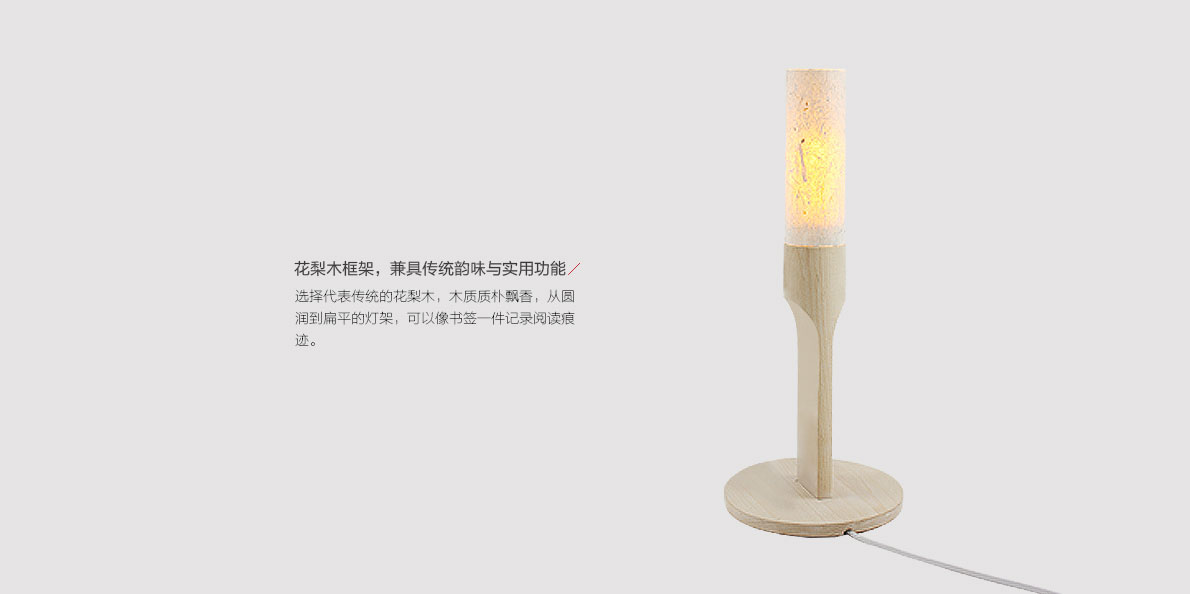 花梨木框架，兼具传统韵味与实用功能／
选择代表传统的花梨木，木质质朴飘香，从圆
润到扁平的灯架，可以像书签一件记录阅读痕
迹。